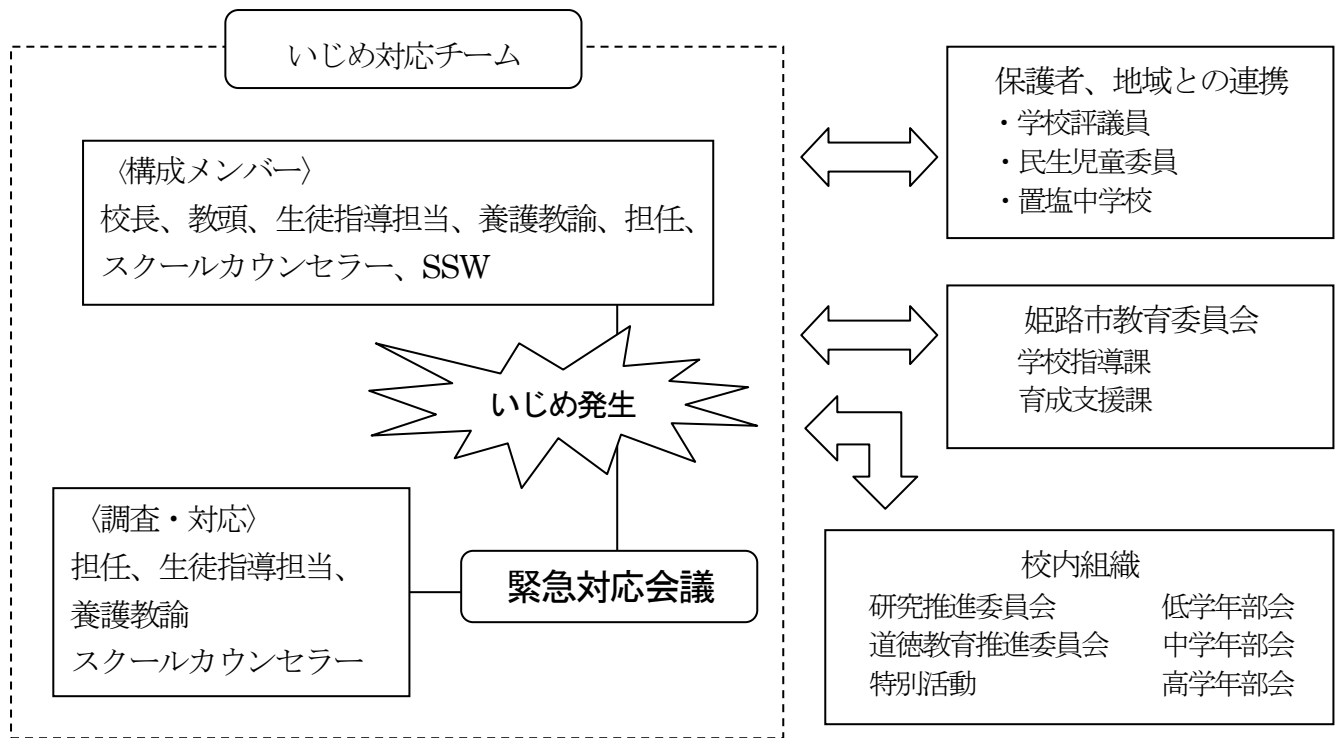 いじめ対応チーム
〈構成メンバー〉
校長、教頭、生徒指導担当、養護教諭、担任、
スクールカウンセラー、SSW
いじめ発生
緊急対応会議
〈調査・対応〉
担任、生徒指導担当、
養護教諭
スクールカウンセラー
保護者、地域との連携
・学校評議員
・民生児童委員
・置塩中学校
姫路市教育委員会
学校指導課
育成支援課
校内組織
研究推進委員会 低学年部会
道徳教育推進委員会 中学年部会
特別活動 高学年部会